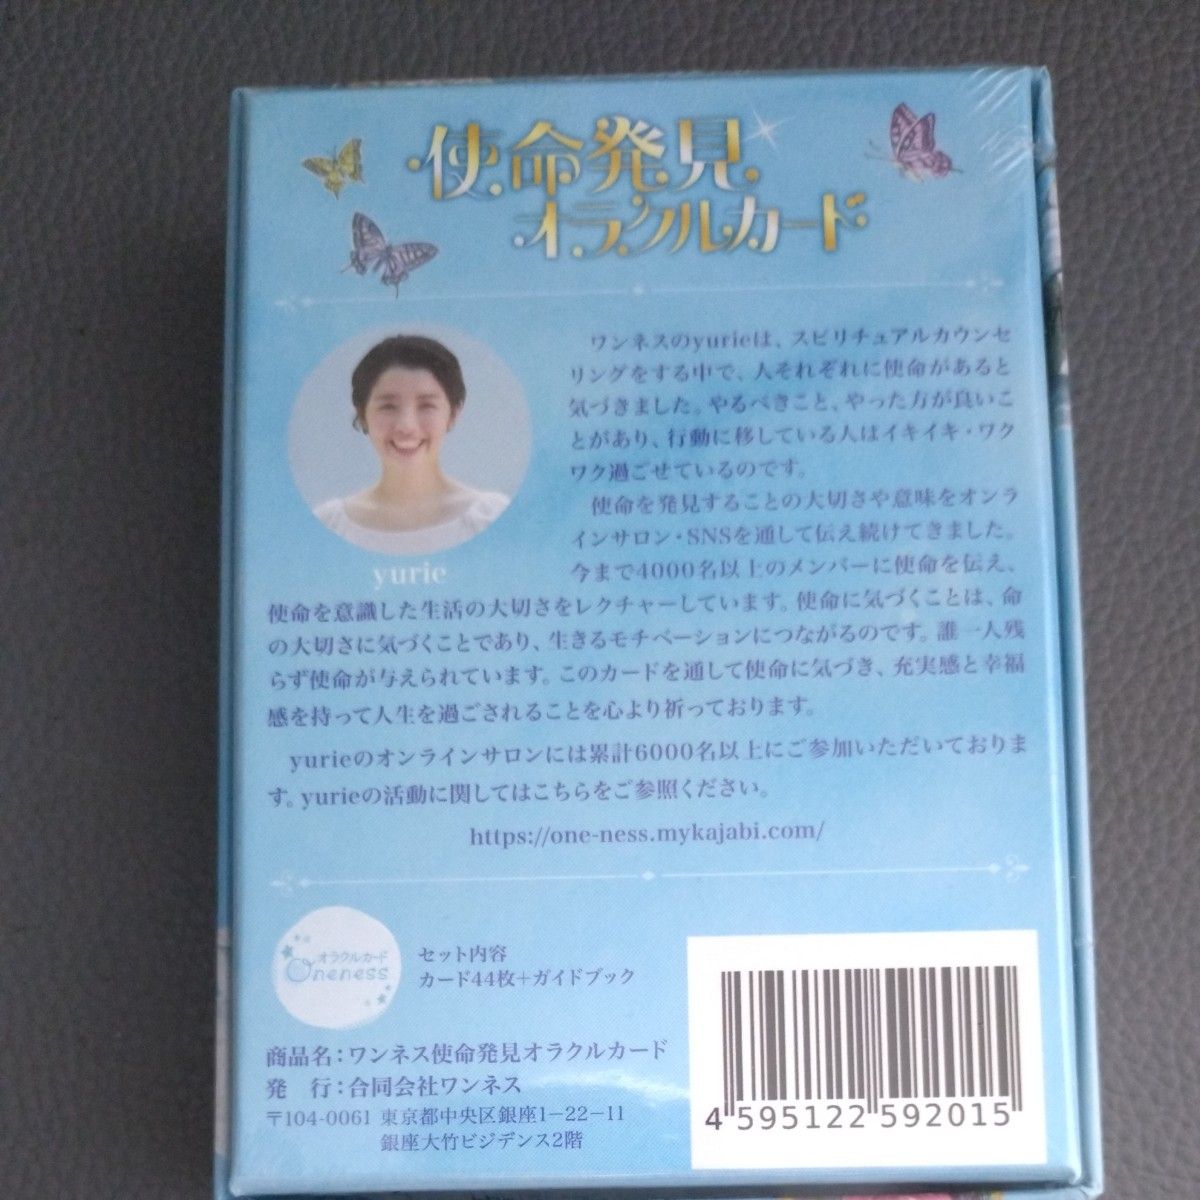 使命発見
オラクルカード
ワンネスのyurieは、スピリチュアルカウンセ
リングをする中で、人それぞれに使命があると
気づきました。やるべきこと、やった方が良いこ
とがあり、行動に移している人はイキイキ・ワク
ワク過ごせているのです。
使命を発見することの大切さや意味をオンラ
インサロン・SNSを通して伝え続けてきました。
今まで4000名以上のメンバーに使命を伝え、
yurie
使命を意識した生活の大切さをレクチャーしています。使命に気づくことは、命
の大切さに気づくことであり、生きるモチベーションにつながるのです。誰一人残
らず使命が与えられています。このカードを通して使命に気づき、充実感と幸福
感を持って人生を過ごされることを心より祈っております。
yurieのオンラインサロンには累計6000名以上にご参加いただいておりま
す。yurieの活動に関してはこちらをご参照ください。
https://one-ness.mykajabi.com/
オラクルカード
Oneness
セット内容
カード44枚+ガイドブック
商品名：ワンネス使命発見オラクルカード
発 行：合同会社ワンネス
〒104-0061 東京都中央区銀座1-22-11
銀座大竹ビジデンス2階
4 595122 592015